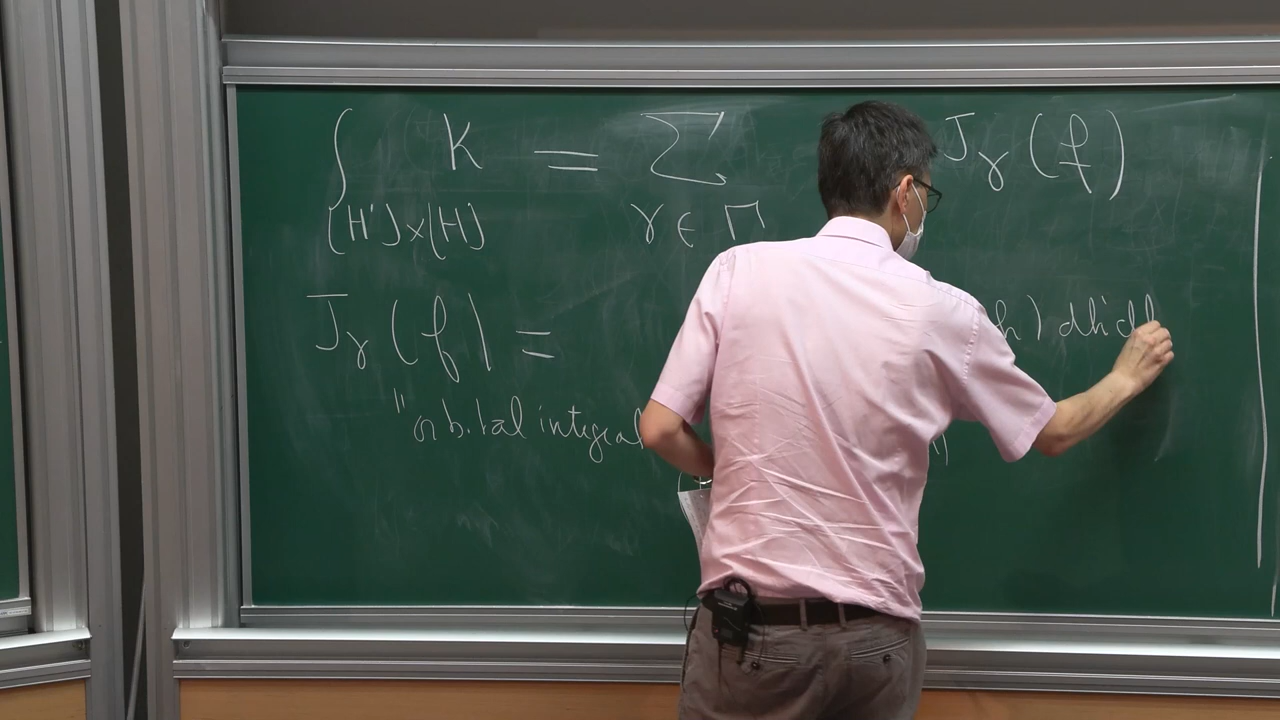 ∫ K = Σ J_γ(f)
[H']×[H] γ ∈ Γ
J_γ(f) = h) dh'dh
"orbital integral "